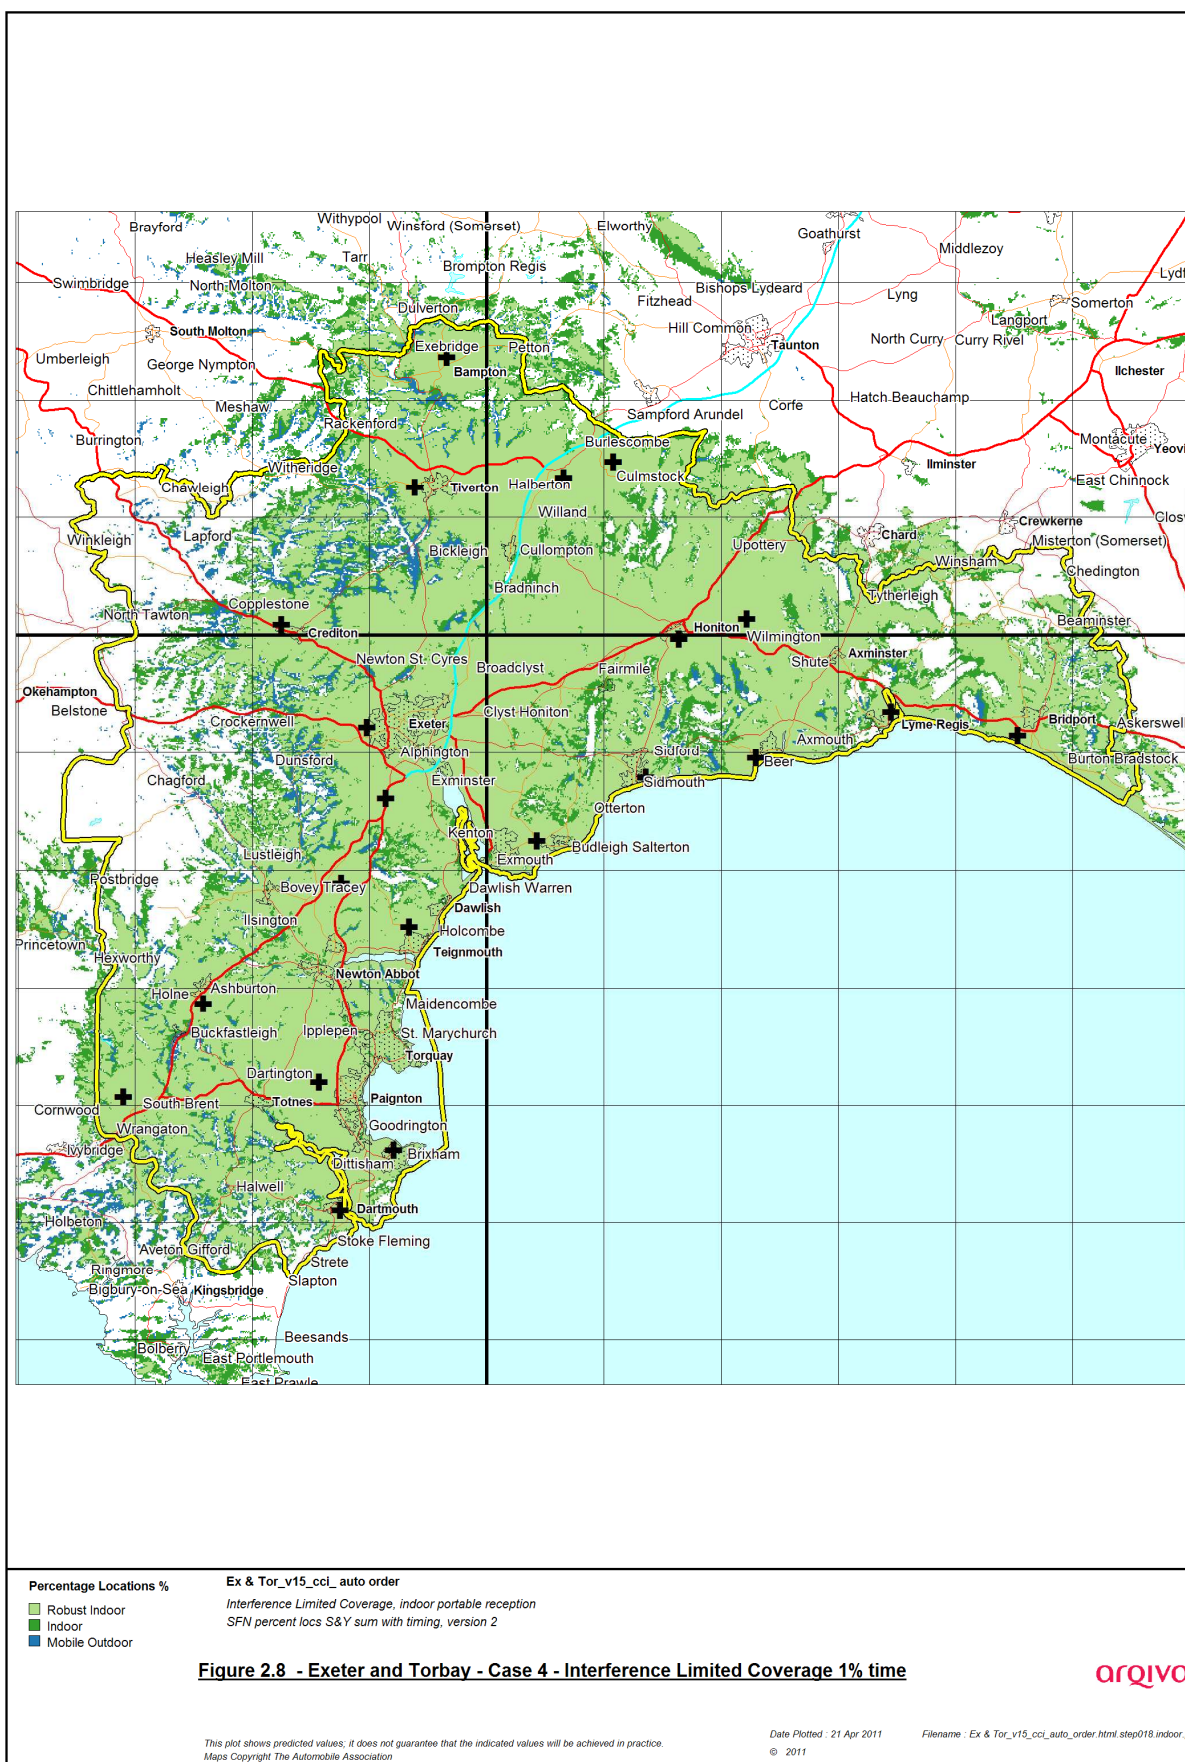 Withypool
Brayford
Winsford (Somerset)
Elworthy
Goathurst
Middlezoy
Heasley Mill
Tarr
Brompton Regis
Lydf
Swimbridge
North Molton
Bishops Lydeard
Fitzhead
Lyng
Somerton
Dulverton
Langport
South Molton
Hill Common
Exebridge
Petton
Taunton
North Curry
Curry Rivel
Umberleigh
George Nympton
Bampton
Ilchester
Chittlehamholt
Hatch Beauchamp
Meshaw
Corfe
Sampford Arundel
Rackenford
Burrington
Burlescombe
Montacute
Yeovi
Witheridge
Ilminster
Culmstock
East Chinnock
Chawleigh
Tiverton
Halberton
Willand
Crewkerne
Closw
Lapford
Winkleigh
Chard
Misterton (Somerset)
Bickleigh
Cullompton
Upottery
Winsham
Chedington
Bradninch
Tytherleigh
Copplestone
North Tawton
Beaminster
Crediton
Honiton
Wilmington
Newton St. Cyres
Broadclyst
Fairmile
Shute
Axminster
Okehampton
Belstone
Crockernwell
Exeter
Clyst Honiton
Lyme Regis
Bridport
Askerswell
Alphington
Sidford
Axmouth
Dunsford
Beer
Burton Bradstock
Chagford
Exminster
Sidmouth
Otterton
Kenton
Lustleigh
Exmouth
Budleigh Salterton
Postbridge
Bovey Tracey
Dawlish Warren
Dawlish
Ilsington
Holcombe
Princetown
Teignmouth
Hexworthy
Newton Abbot
Ashburton
Holne
Maidencombe
Buckfastleigh
Ipplepen
St. Marychurch
Torquay
Dartington
Cornwood
South Brent
Totnes
Paignton
Wrangaton
Goodrington
Ivybridge
Brixham
Dittisham
Halwell
Dartmouth
Holbeton
Stoke Fleming
Aveton Gifford
Strete
Ringmore
Slapton
Bigbury-on-Sea
Kingsbridge
Beesands
Bolberry
East Portlemouth
East Prawle
Percentage Locations %
Robust Indoor
Indoor
Mobile Outdoor
Ex & Tor_v15_cci_ auto order
Interference Limited Coverage, indoor portable reception
SFN percent locs S&Y sum with timing, version 2
Figure 2.8 - Exeter and Torbay - Case 4 - Interference Limited Coverage 1% time
arqiva
This plot shows predicted values; it does not guarantee that the indicated values will be achieved in practice.
Maps Copyright The Automobile Association
Date Plotted : 21 Apr 2011
Filename : Ex & Tor_v15_cci_auto_order.html.step018.indoor
© 2011